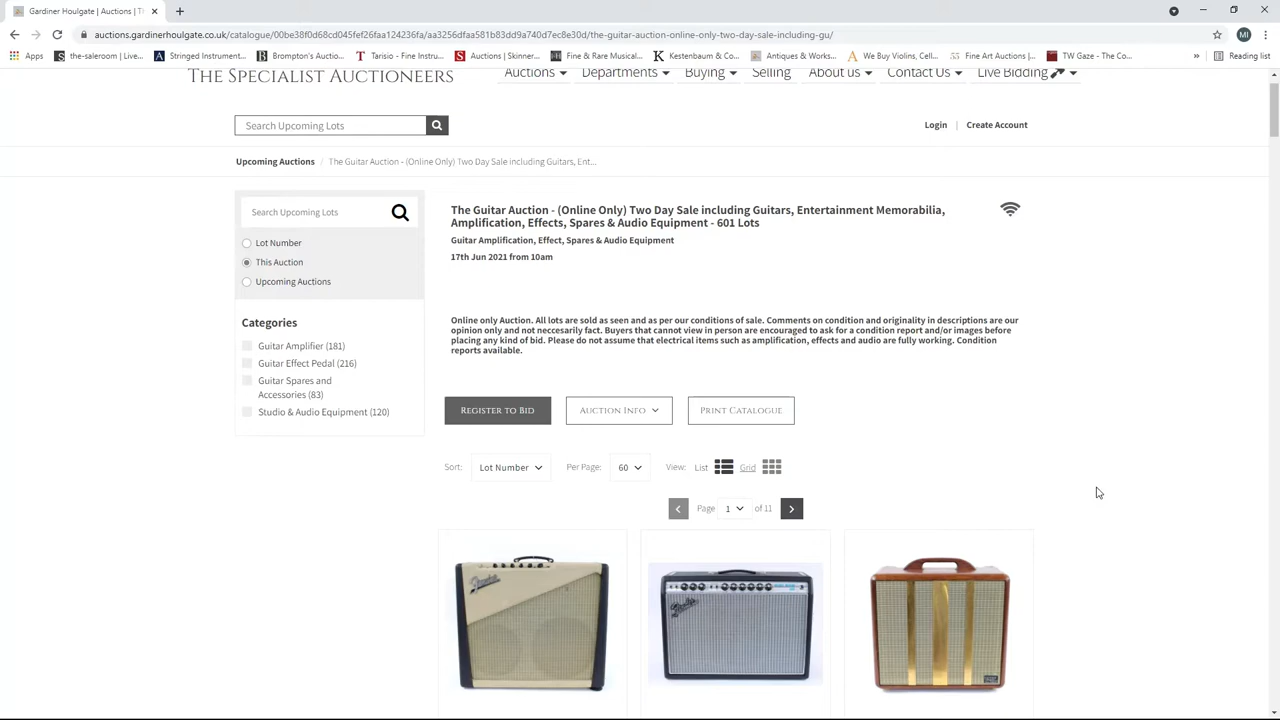 Gardiner Houlgate | Auctions | Th
auctions.gardinerhoulgate.co.uk/catalogue/00be38f0d68cd045fef26faa124236fa/aa3256dfaa581b83dd9a740d7ec8e30d/the-guitar-auction-online-only-two-day-sale-including-gu/
MI
Apps the-saleroom | Onl... Stringed Instrument... Brompton's Auction... Tarisio - Fine Instru... Auctions | Skinner... Fine & Rare Musical... Kestenbaum & Co... Antiques & Works... We Buy Violins, Cell... Fine Art Auctions |... TW Gaze - The Co... » Reading list
The Specialist Auctioneers
Auctions Departments Buying Selling About us Contact Us Live Bidding
Search Upcoming Lots
Login | Create Account
Upcoming Auctions / The Guitar Auction - (Online Only) Two Day Sale including Guitars, Ent...
Search Upcoming Lots
Lot Number
This Auction
Upcoming Auctions
Categories
Guitar Amplifier (181)
Guitar Effect Pedal (216)
Guitar Spares and
Accessories (83)
Studio & Audio Equipment (120)
The Guitar Auction - (Online Only) Two Day Sale including Guitars, Entertainment Memorabilia,
Amplification, Effects, Spares & Audio Equipment - 601 Lots
Guitar Amplification, Effect, Spares & Audio Equipment
17th Jun 2021 from 10am
Online only Auction. All lots are sold as seen and as per our conditions of sale. Comments on condition and originality in descriptions are our
opinion only and not neccesarily fact. Buyers that cannot view in person are encouraged to ask for a condition report and/or images before
placing any kind of bid. Please do not assume that electrical items such as amplification, effects and audio are fully working. Condition
reports available.
Register to Bid Auction Info Print Catalogue
Sort: Lot Number Per Page: 60 View: List Grid
Page 1 of 11
Fender
Fender